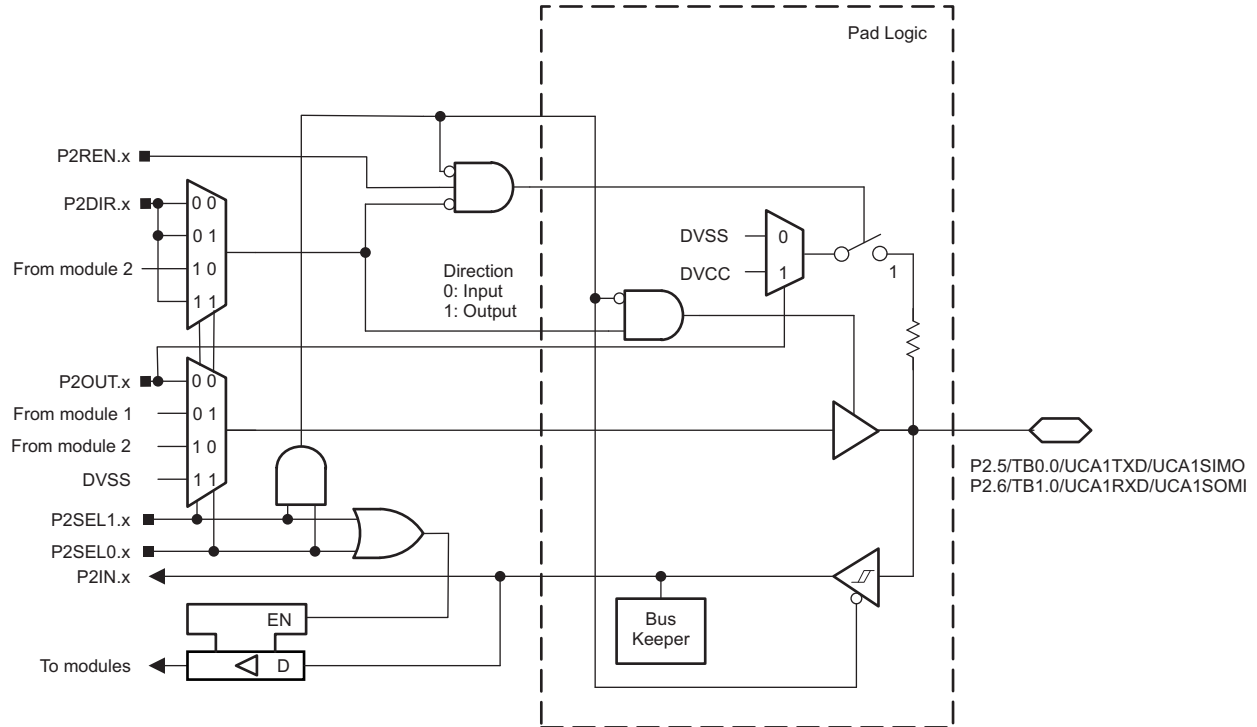 Pad Logic
P2REN.x
P2DIR.x
0 0
0 1
From module 2
1 0
1 1
Direction
0: Input
1: Output
DVSS
0
DVCC
1
1
P2OUT.x
0 0
From module 1
0 1
From module 2
1 0
DVSS
1 1
P2.5/TB0.0/UCA1TXD/UCA1SIMO
P2.6/TB1.0/UCA1RXD/UCA1SOMI
P2SEL1.x
P2SEL0.x
P2IN.x
Bus
Keeper
EN
To modules
D